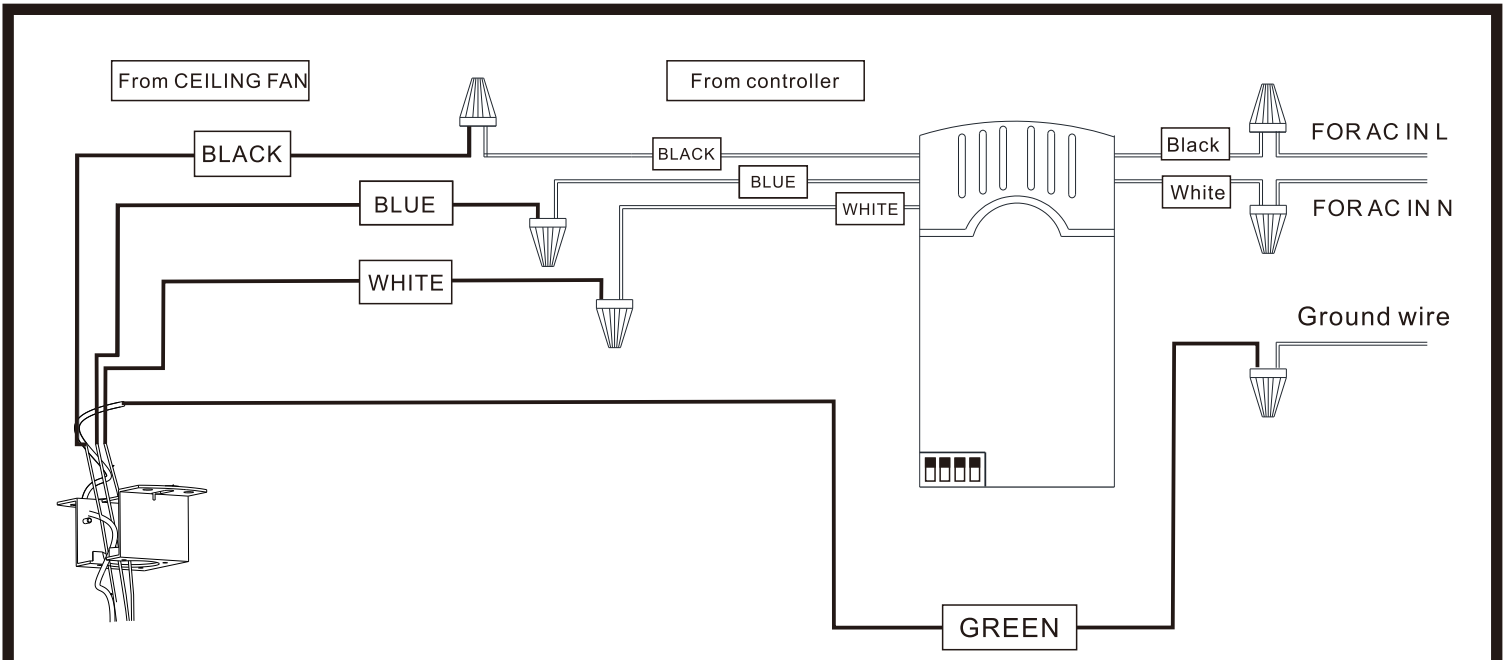 From CEILING FAN
From controller
BLACK
BLACK
Black
FOR AC IN L
BLUE
BLUE
White
WHITE
FOR AC IN N
WHITE
Ground wire
GREEN